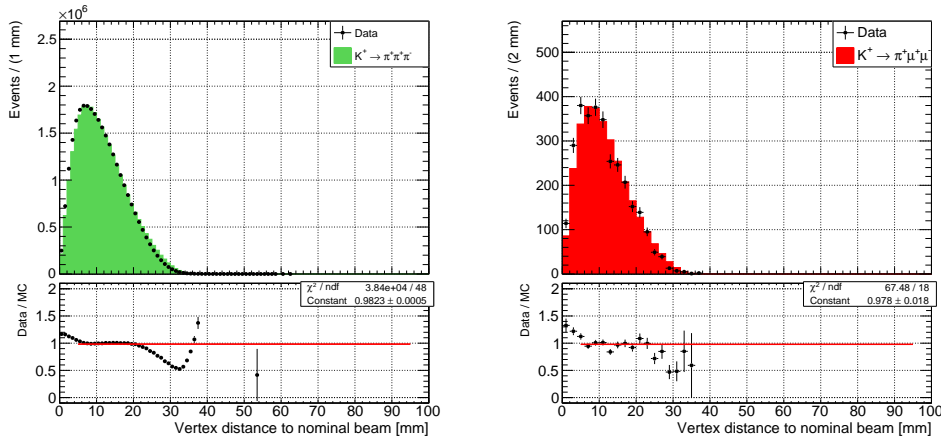 ×10⁶
Events / (1 mm)
2.5
2
1.5
1
0.5
0
Data
K⁺ → π⁺π⁺π⁻
Data / MC
2
1.5
1
0.5
0
χ² / ndf 3.84e+04 / 48
Constant 0.9823 ± 0.0005
0 10 20 30 40 50 60 70 80 90 100
Vertex distance to nominal beam [mm]
Events / (2 mm)
500
400
300
200
100
0
Data
K⁺ → π⁺μ⁺μ⁻
Data / MC
2
1.5
1
0.5
0
χ² / ndf 67.48 / 18
Constant 0.978 ± 0.018
0 10 20 30 40 50 60 70 80 90 100
Vertex distance to nominal beam [mm]